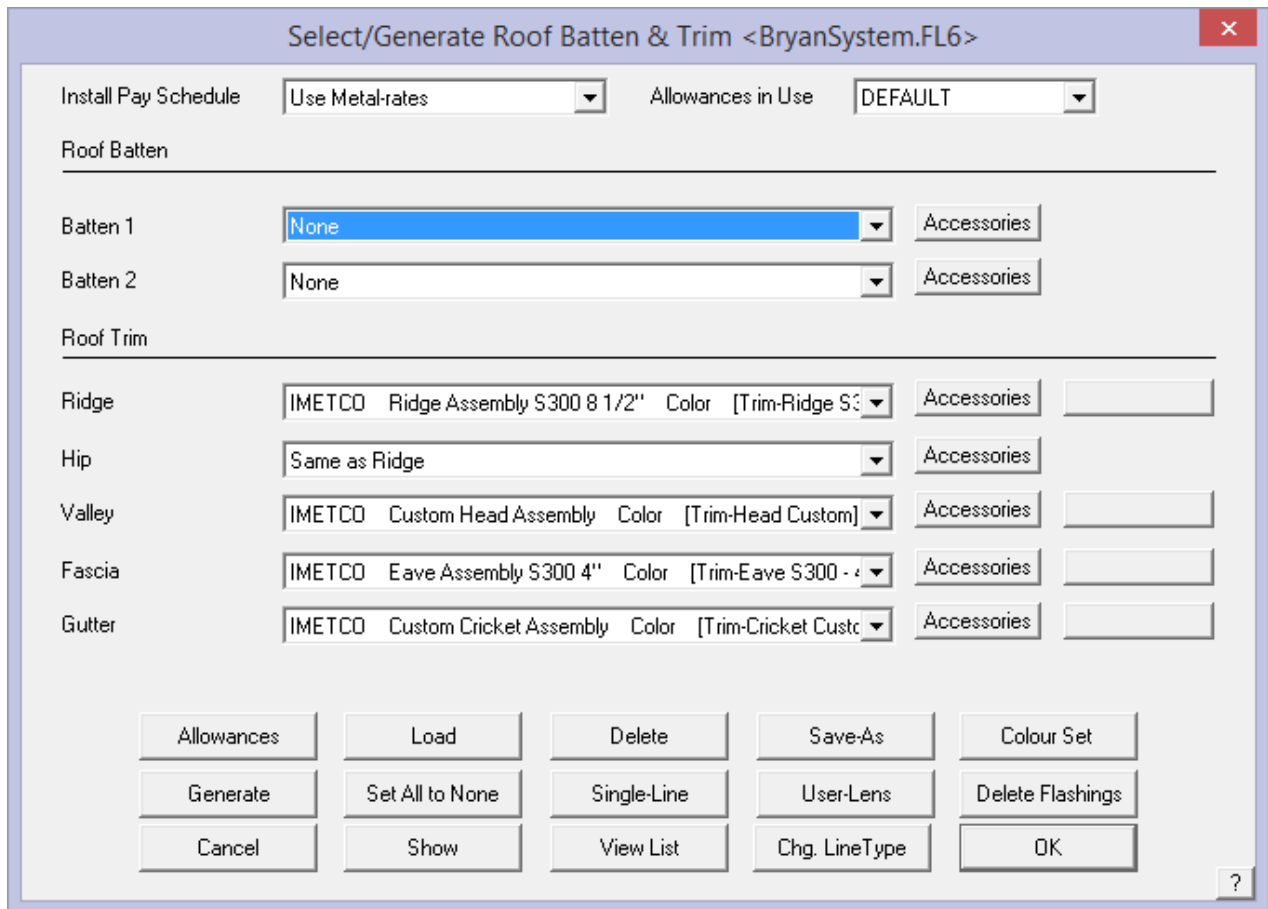 Select/Generate Roof Batten & Trim <BryanSystem.FL6>
Install Pay Schedule Use Metal-rates Allowances in Use DEFAULT
Roof Batten
Batten 1 None Accessories
Batten 2 None Accessories
Roof Trim
Ridge IMETCO Ridge Assembly S300 8 1/2" Color [Trim-Ridge S3 Accessories
Hip Same as Ridge Accessories
Valley IMETCO Custom Head Assembly Color [Trim-Head Custom] Accessories
Fascia IMETCO Eave Assembly S300 4" Color [Trim-Eave S300 - Accessories
Gutter IMETCO Custom Cricket Assembly Color [Trim-Cricket Custo Accessories
Allowances Load Delete Save-As Colour Set
Generate Set All to None Single-Line User-Lens Delete Flashings
Cancel Show View List Chg. LineType OK
?